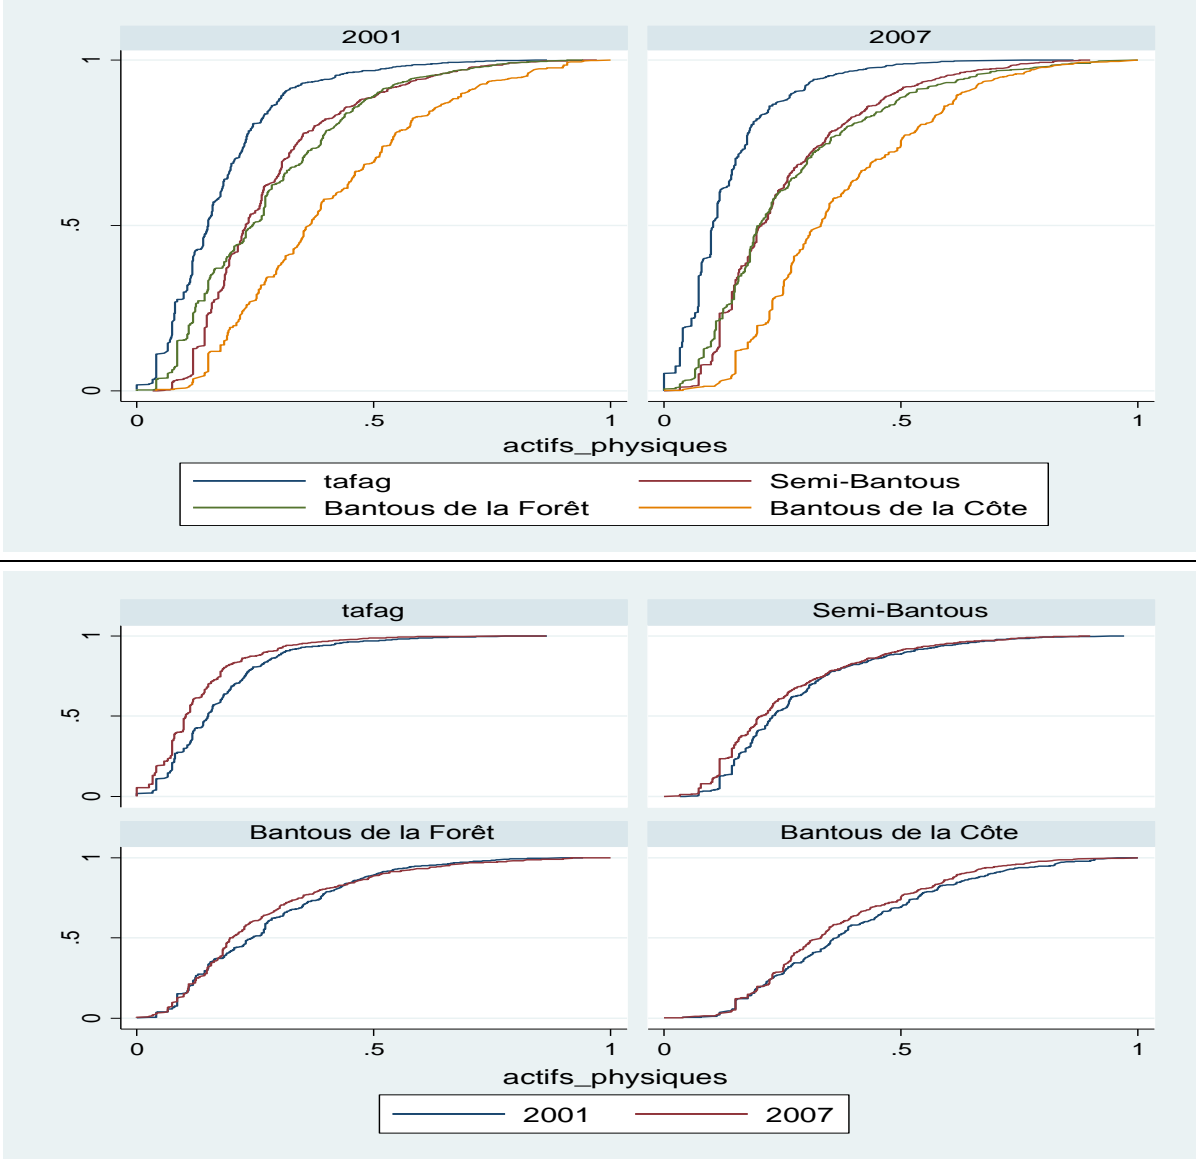 2001 2007
1
.5
0
0 .5 1 0 .5 1
actifs_physiques
tafag Semi-Bantous
Bantous de la Forêt Bantous de la Côte
tafag Semi-Bantous
1
.5
0
Bantous de la Forêt Bantous de la Côte
1
.5
0
0 .5 1 0 .5 1
actifs_physiques
2001 2007